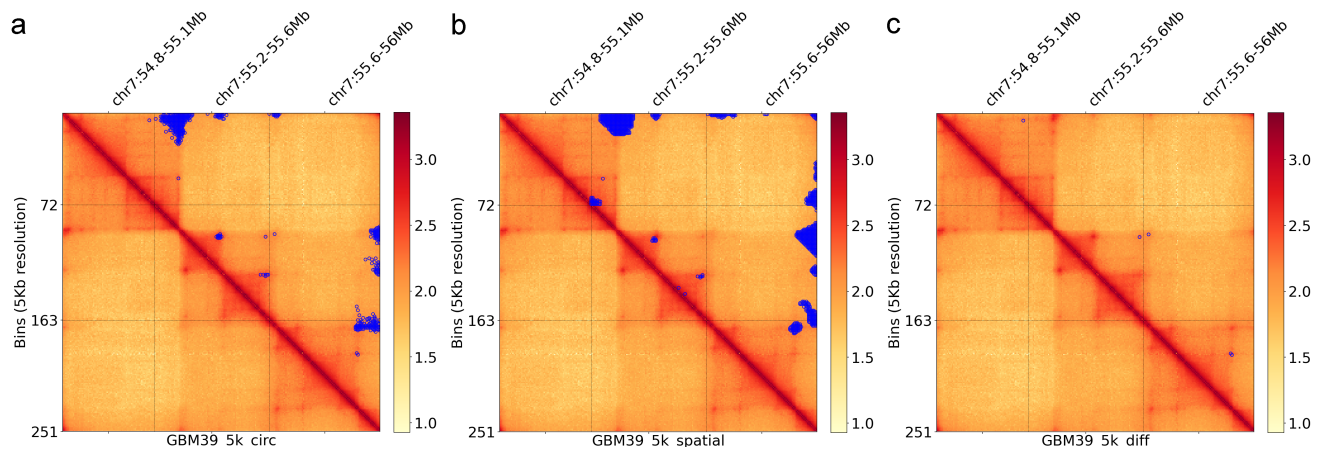 a
chr7:54.8-55.1Mb
chr7:55.2-55.6Mb
chr7:55.6-56Mb
Bins (5Kb resolution)
72
163
251
GBM39_5k_circ
3.0
2.5
2.0
1.5
1.0
b
chr7:54.8-55.1Mb
chr7:55.2-55.6Mb
chr7:55.6-56Mb
Bins (5Kb resolution)
72
163
251
GBM39_5k_spatial
3.0
2.5
2.0
1.5
1.0
c
chr7:54.8-55.1Mb
chr7:55.2-55.6Mb
chr7:55.6-56Mb
Bins (5Kb resolution)
72
163
251
GBM39_5k_diff
3.0
2.5
2.0
1.5
1.0